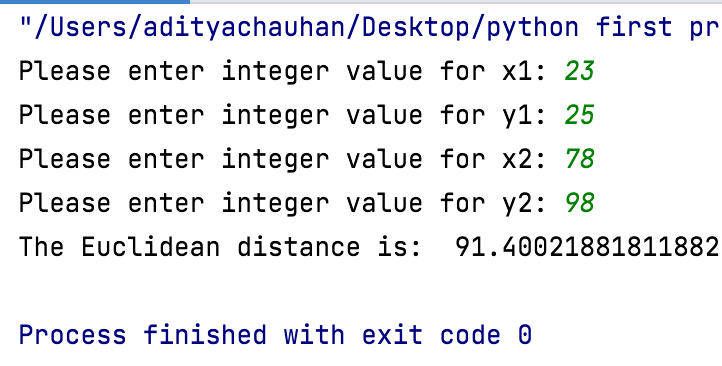 "/Users/adityachauhan/Desktop/python first pr
Please enter integer value for x1: 23
Please enter integer value for y1: 25
Please enter integer value for x2: 78
Please enter integer value for y2: 98
The Euclidean distance is:  91.40021881811882
Process finished with exit code 0